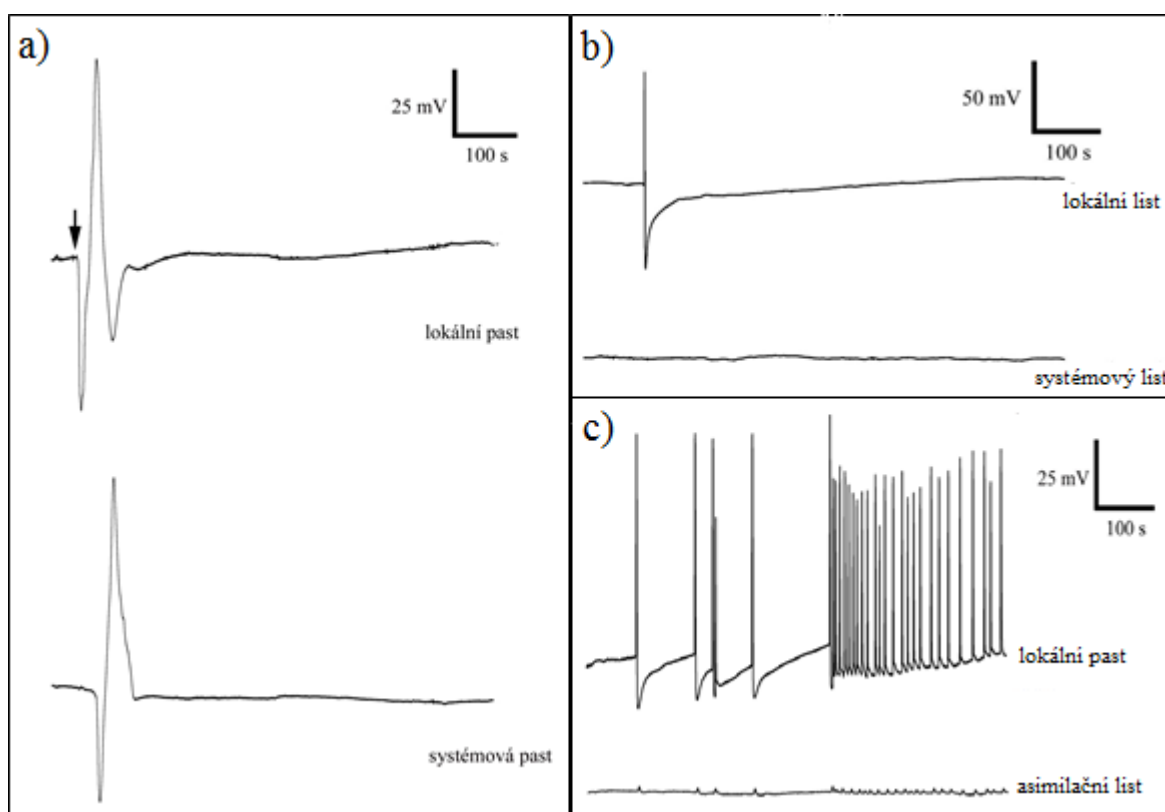 a)
25 mV
100 s
lokální past
systémová past
b)
50 mV
100 s
lokální list
systémový list
c)
25 mV
100 s
lokální past
asimilační list